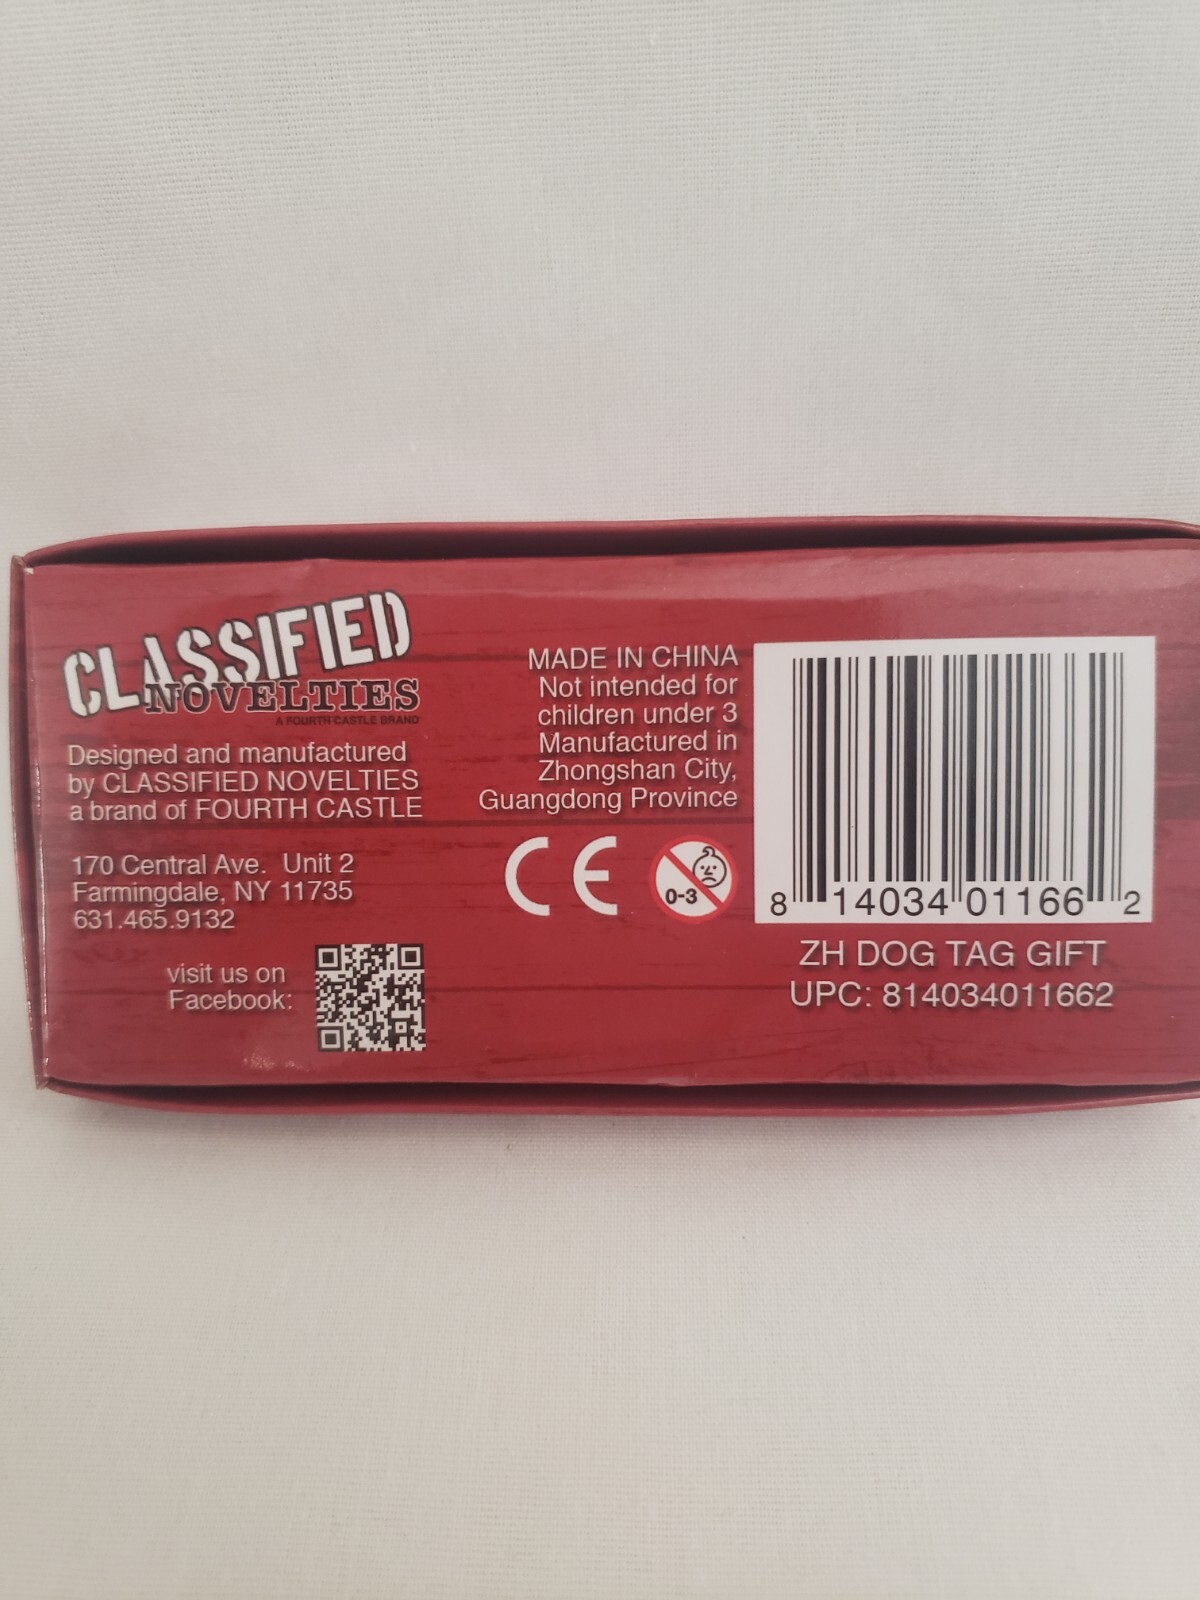 CLASSIFIED
NOVELTIES
A FOURTH CASTLE BRAND
Designed and manufactured
by CLASSIFIED NOVELTIES
a brand of FOURTH CASTLE
170 Central Ave. Unit 2
Farmingdale, NY 11735
631.465.9132
visit us on
Facebook:
MADE IN CHINA
Not intended for
children under 3
Manufactured in
Zhongshan City,
Guangdong Province
CE
0-3
8 14034 01166 2
ZH DOG TAG GIFT
UPC: 814034011662